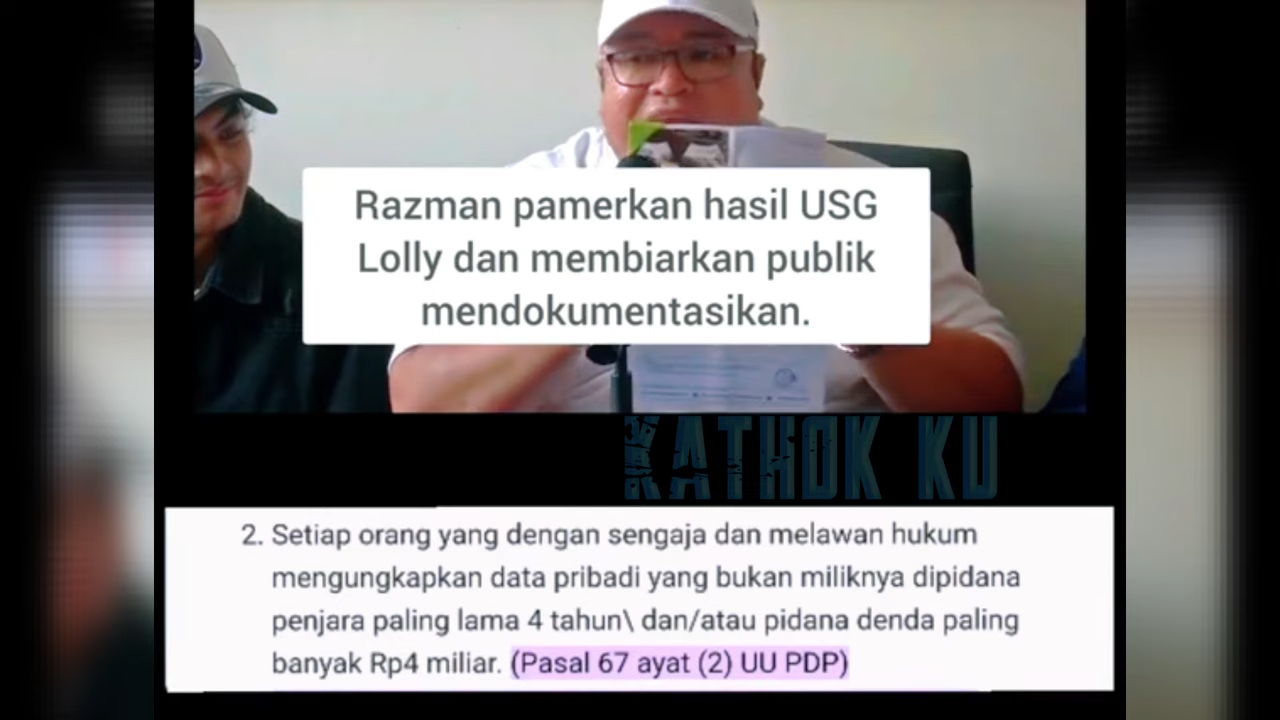 Razman pamerkan hasil USG
Lolly dan membiarkan publik
mendokumentasikan.
KATHOK KU
2. Setiap orang yang dengan sengaja dan melawan hukum
mengungkapkan data pribadi yang bukan miliknya dipidana
penjara paling lama 4 tahun\ dan/atau pidana denda paling
banyak Rp4 miliar. (Pasal 67 ayat (2) UU PDP)